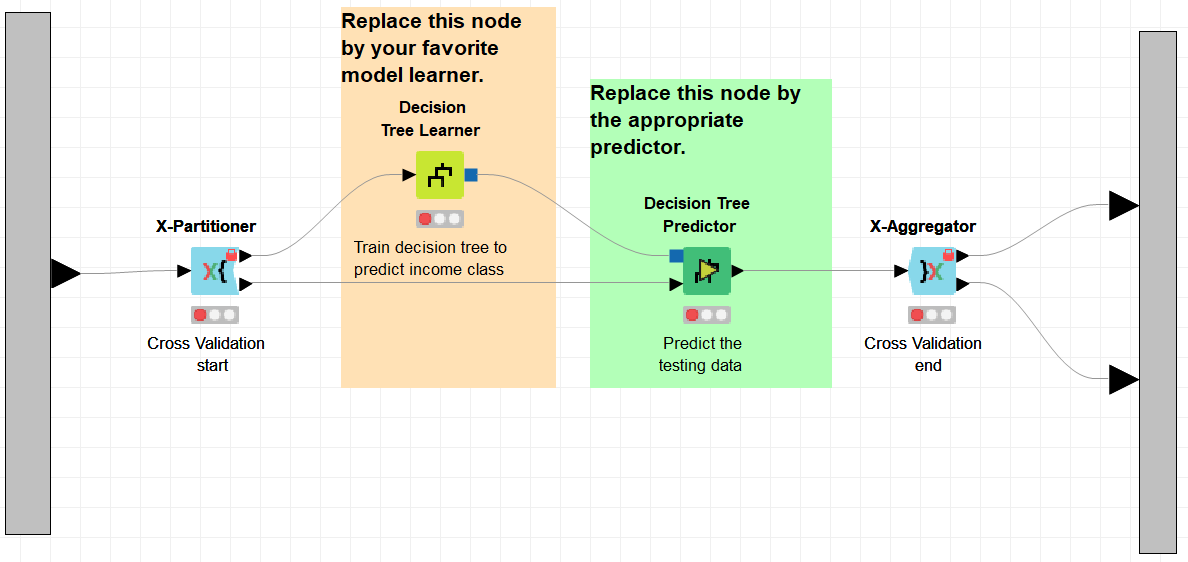 Replace this node
by your favorite
model learner.
Decision
Tree Learner
Train decision tree to
predict income class
Replace this node by
the appropriate
predictor.
Decision Tree
Predictor
Predict the
testing data
X-Partitioner
X{
Cross Validation
start
X-Aggregator
}X
Cross Validation
end